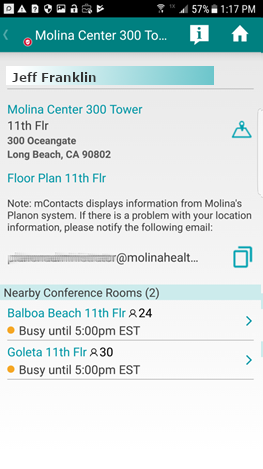 57% 1:17 PM
Molina Center 300 To...
Jeff Franklin
Molina Center 300 Tower
11th Flr
300 Oceangate
Long Beach, CA 90802
Floor Plan 11th Flr
Note: mContacts displays information from Molina's
Planon system. If there is a problem with your location
information, please notify the following email:
@molinahealt...
Nearby Conference Rooms (2)
Balboa Beach 11th Flr 24
Busy until 5:00pm EST
Goleta 11th Flr 30
Busy until 5:00pm EST